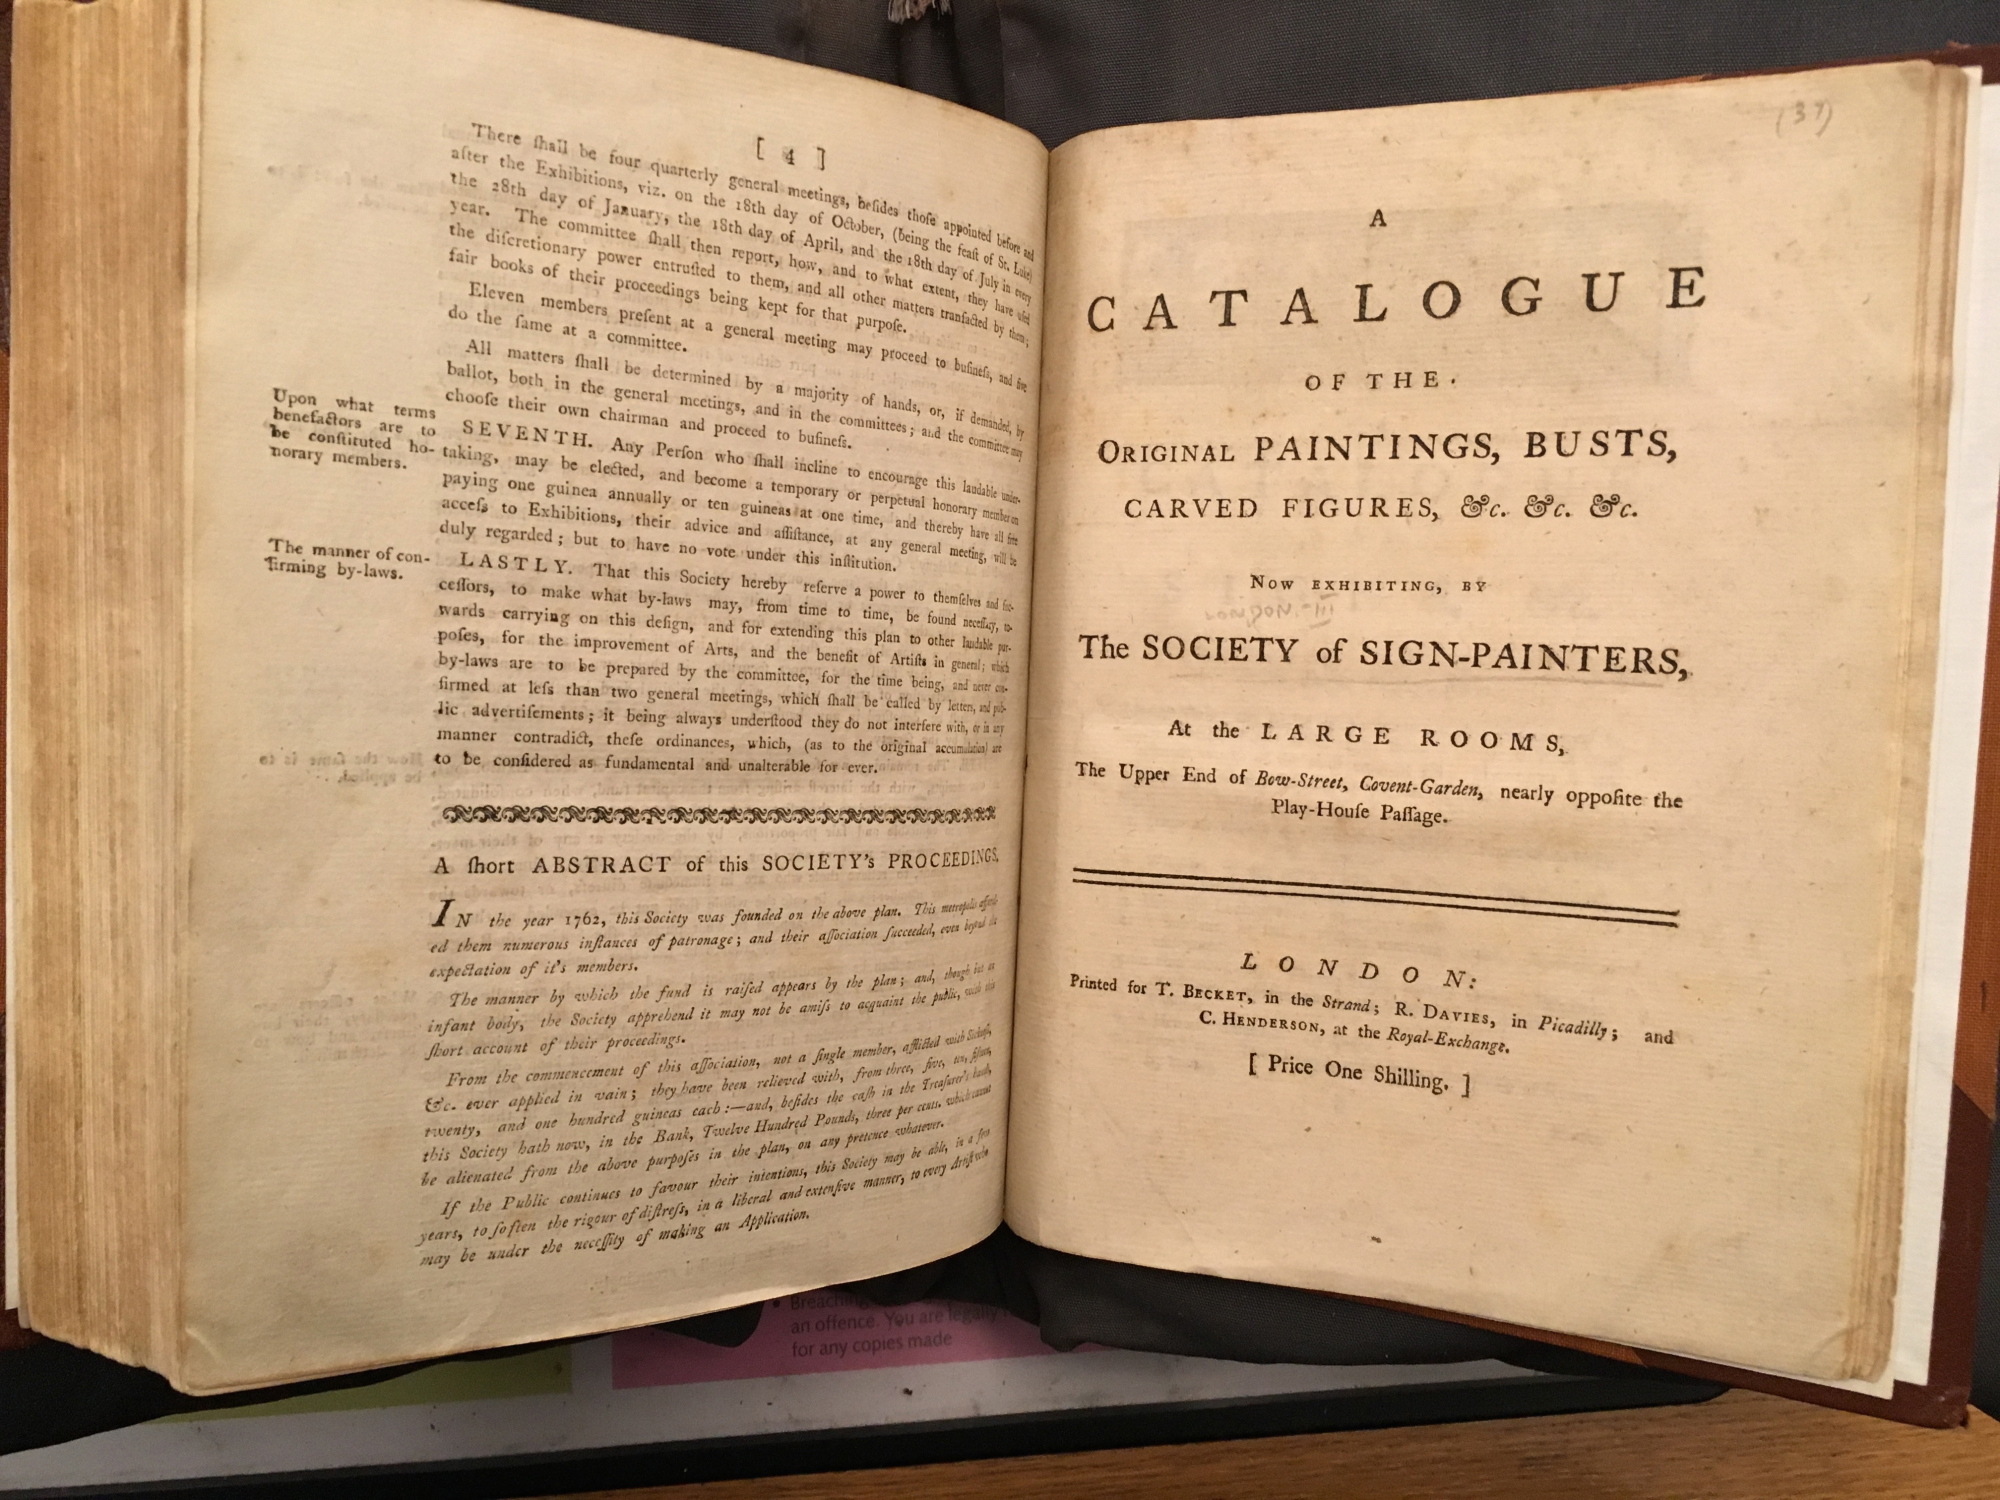 [ 4 ]
There ſhall be four quarterly general meetings, beſides thoſe appointed before and
after the Exhibitions, viz. on the 18th day of October, (being the feaſt of St. Luke)
the 28th day of January, the 18th day of April, and the 18th day of July in every
year. The committee ſhall then report, how, and to what extent, they have uſed
the diſcretionary power entruſted to them, and all other matters tranſacted by them;
fair books of their proceedings being kept for that purpoſe.
Eleven members preſent at a general meeting may proceed to buſineſs, and five
do the ſame at a committee.
All matters ſhall be determined by a majority of hands, or, if demanded, by
ballot, both in the general meetings, and in the committees; and the committee may
chooſe their own chairman and proceed to buſineſs.
Upon what terms
benefactors are to
be conſtituted ho-
norary members.
SEVENTH. Any Perſon who ſhall incline to encourage this laudable under-
taking, may be elected, and become a temporary or perpetual honorary member on
paying one guinea annually or ten guineas at one time, and thereby have all free
acceſs to Exhibitions, their advice and aſſiſtance, at any general meeting, will be
duly regarded; but to have no vote under this inſtitution.
The manner of con-
firming by-laws.
LASTLY. That this Society hereby reſerve a power to themſelves and ſuc-
ceſſors, to make what by-laws may, from time to time, be found neceſſary, to-
wards carrying on this deſign, and for extending this plan to other laudable pur-
poſes, for the improvement of Arts, and the benefit of Artiſts in general; which
by-laws are to be prepared by the committee, for the time being, and never con-
firmed at leſs than two general meetings, which ſhall be called by letters, and pub-
lic advertiſements; it being always underſtood they do not interfere with, or in any
manner contradict, theſe ordinances, which, (as to the original accumulation) are
to be conſidered as fundamental and unalterable for ever.
A ſhort ABSTRACT of this SOCIETY's PROCEEDINGS.
IN the year 1762, this Society was founded on the above plan. This metropolis afford-
ed them numerous inſtances of patronage; and their aſſociation ſucceeded, even beyond the
expectation of it's members.
The manner by which the fund is raiſed appears by the plan; and, though but an
infant body, the Society apprehend it may not be amiſs to acquaint the public, with this
ſhort account of their proceedings.
From the commencement of this aſſociation, not a ſingle member, afflicted with Sickneſs,
&c. ever applied in vain; they have been relieved with, from three, five, ten, fifteen,
twenty, and one hundred guineas each:—and, beſides the caſh in the Treaſurer's hands,
this Society hath now, in the Bank, Twelve Hundred Pounds, three per cents. which cannot
be alienated from the above purpoſes in the plan, on any pretence whatever.
If the Public continues to favour their intentions, this Society may be able, in a few
years, to ſoften the rigour of diſtreſs, in a liberal and extenſive manner, to every Artiſt who
may be under the neceſſity of making an Application.
(37)
A
CATALOGUE
OF THE
ORIGINAL PAINTINGS, BUSTS,
CARVED FIGURES, &c. &c. &c.
NOW EXHIBITING, BY
The SOCIETY of SIGN-PAINTERS,
At the LARGE ROOMS,
The Upper End of Bow-Street, Covent-Garden, nearly oppoſite the
Play-Houſe Paſſage.
LONDON:
Printed for T. BECKET, in the Strand; R. DAVIES, in Picadilly; and
C. HENDERSON, at the Royal-Exchange.
[ Price One Shilling. ]
• Breaching
an offence. You are legally
for any copies made